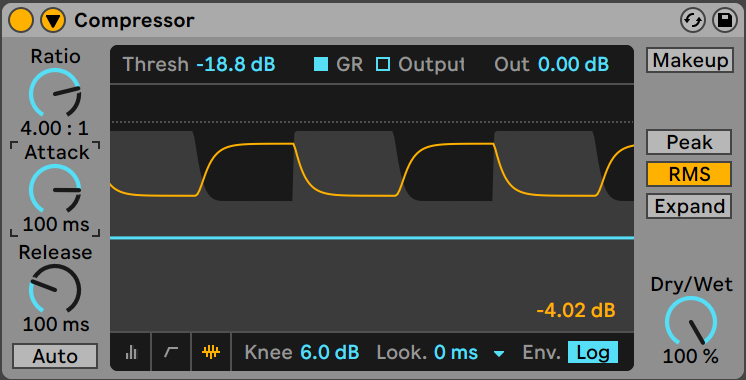 Compressor
Ratio
4.00 : 1
Attack
100 ms
Release
100 ms
Auto
Thresh -18.8 dB GR Output Out 0.00 dB
-4.02 dB
Knee 6.0 dB Look. 0 ms Env. Log
Makeup
Peak
RMS
Expand
Dry/Wet
100 %